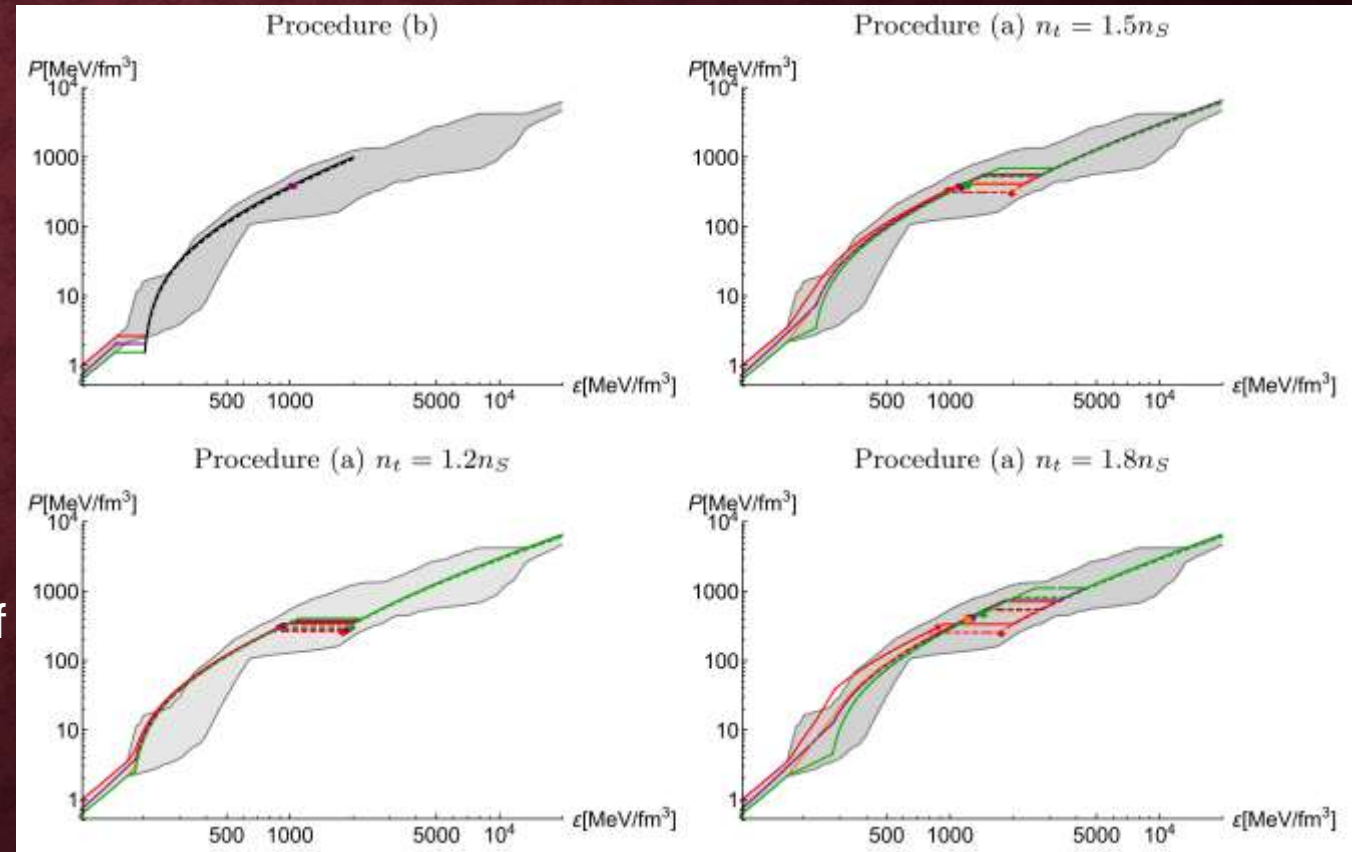 Procedure (b)
P[MeV/fm³]
10⁴
1000
100
10
1
500 1000 5000 10⁴ ε[MeV/fm³]
Procedure (a) nₜ = 1.5n_S
P[MeV/fm³]
10⁴
1000
100
10
1
500 1000 5000 10⁴ ε[MeV/fm³]
f
Procedure (a) nₜ = 1.2n_S
P[MeV/fm³]
10⁴
1000
100
10
1
500 1000 5000 10⁴ ε[MeV/fm³]
Procedure (a) nₜ = 1.8n_S
P[MeV/fm³]
10⁴
1000
100
10
1
500 1000 5000 10⁴ ε[MeV/fm³]